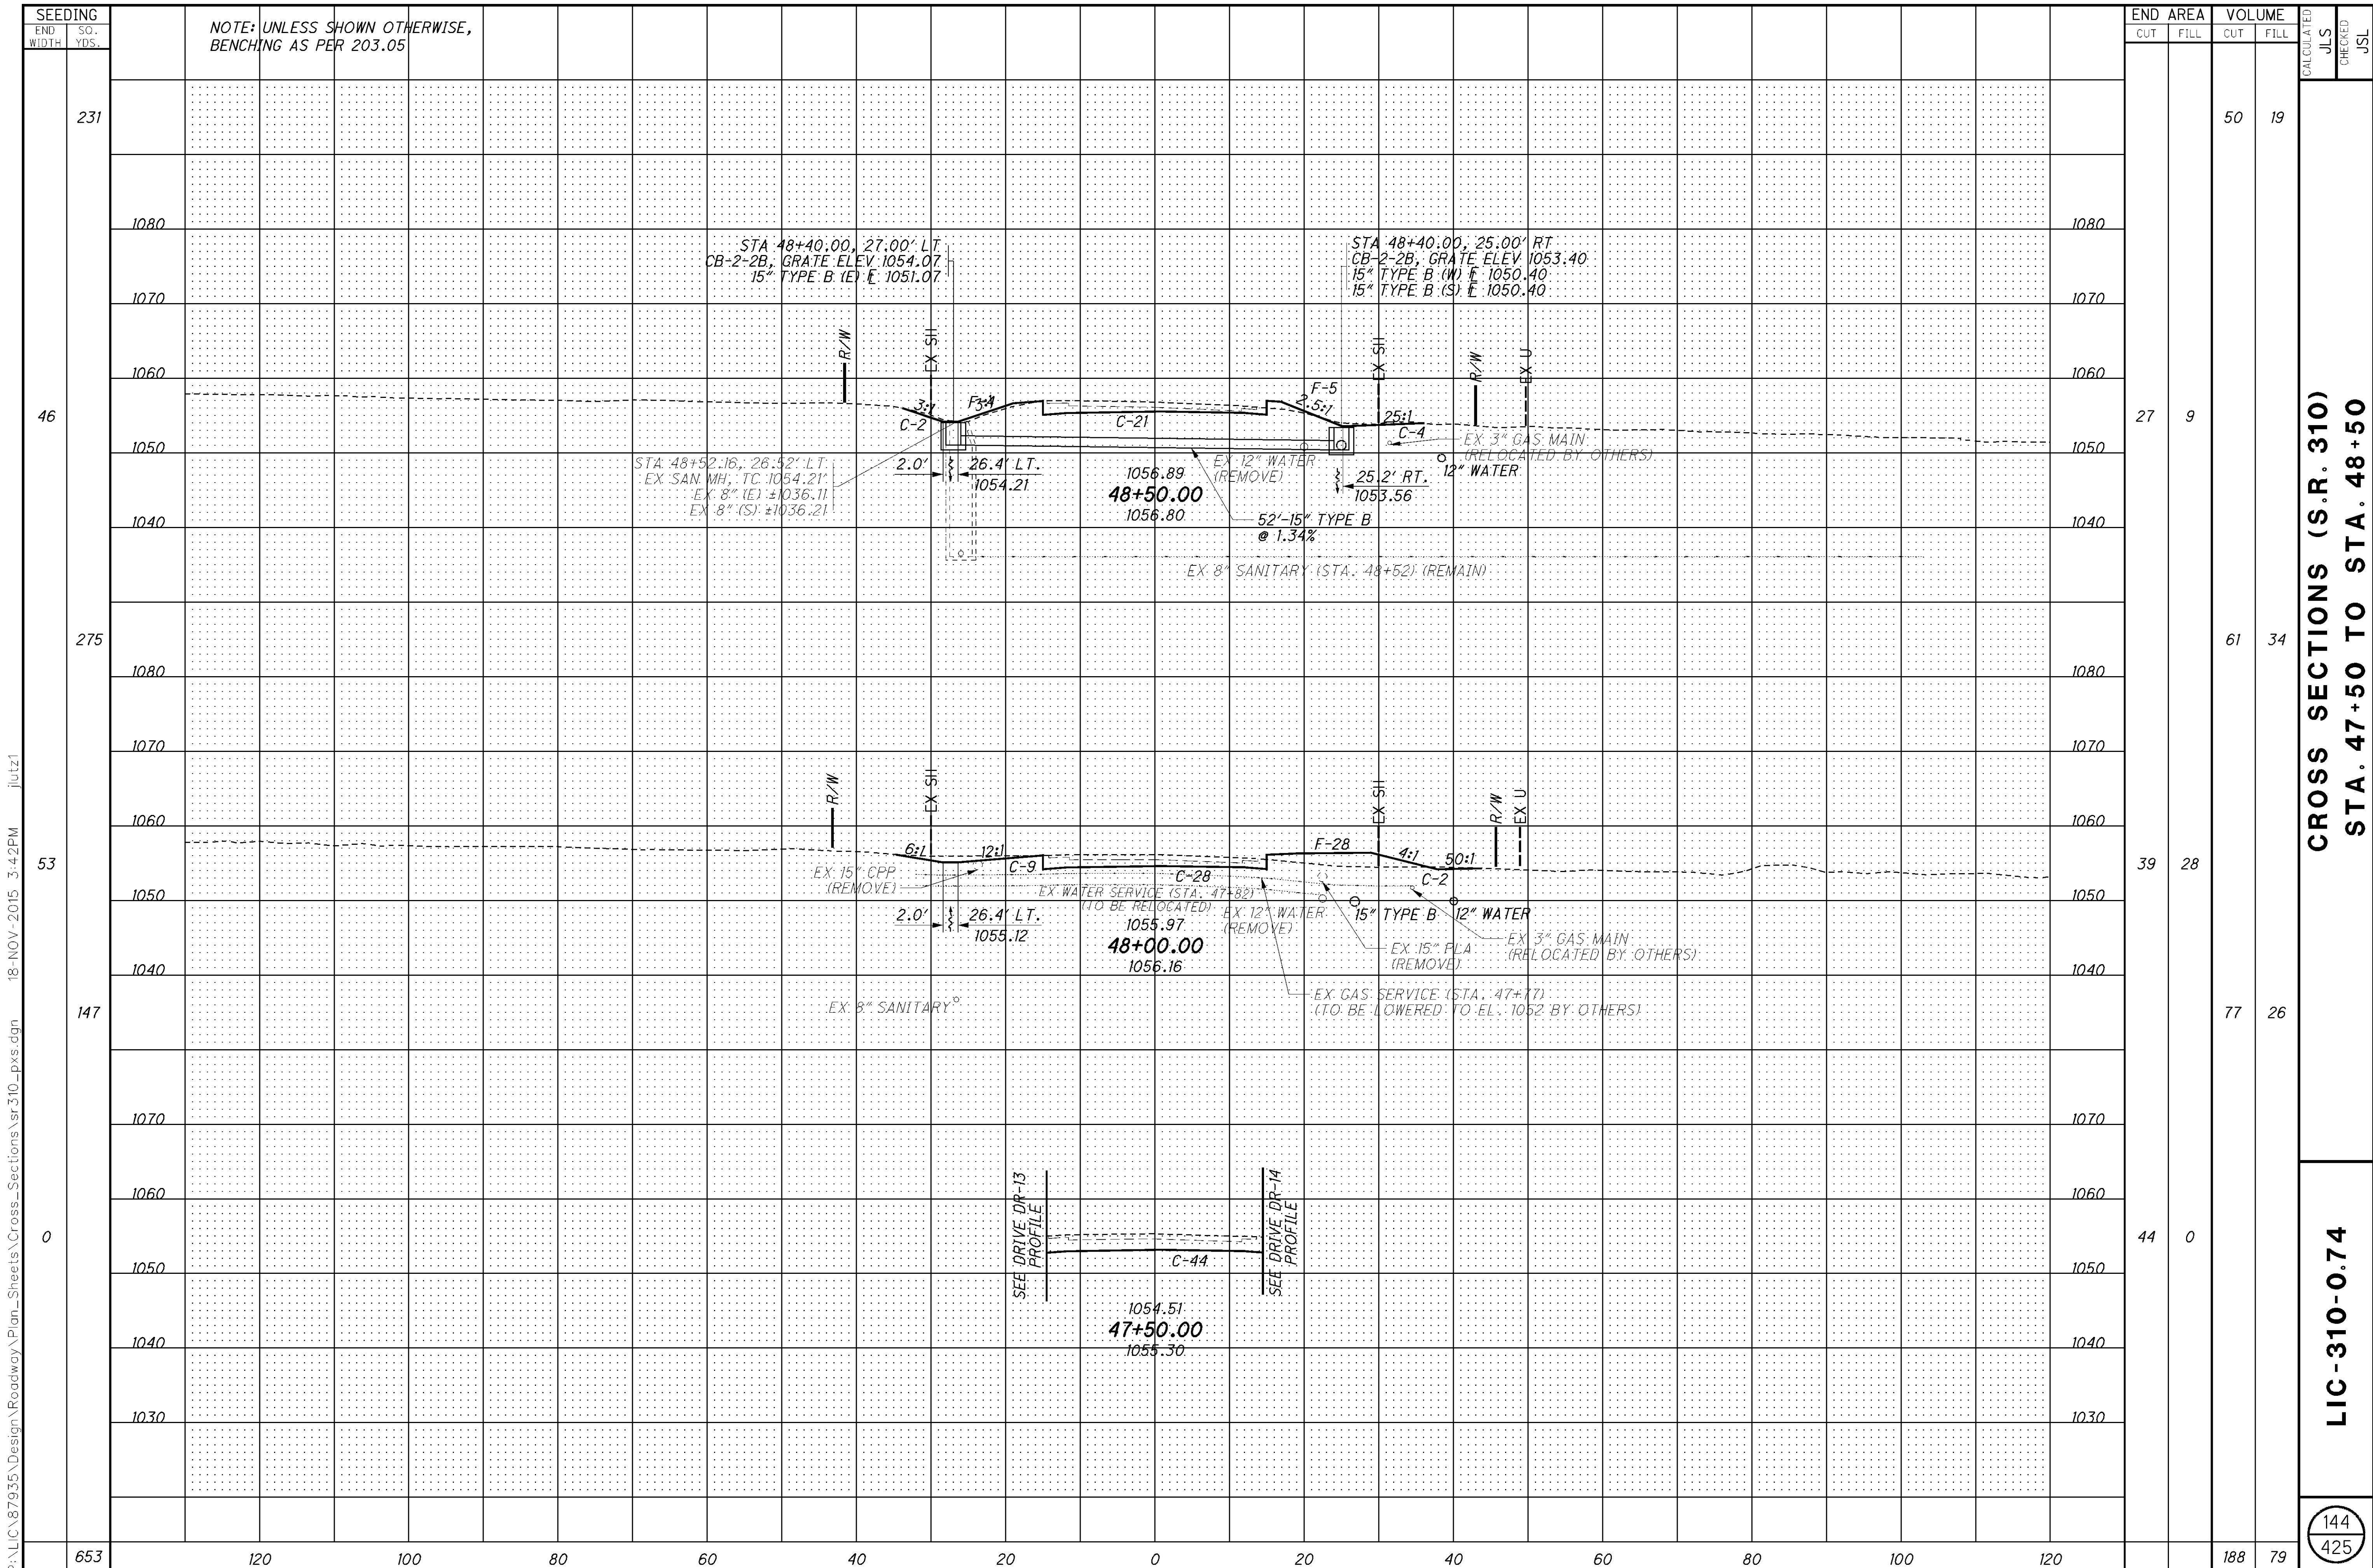 SEEDING
END WIDTH
SQ. YDS.
NOTE: UNLESS SHOWN OTHERWISE,
BENCHING AS PER 203.05
END AREA
VOLUME
CUT
FILL
CUT
FILL
CALCULATED
JLS
CHECKED
JSL
231
50
19
1080
1080
STA 48+40.00, 27.00' LT
CB-2-2B, GRATE ELEV 1054.07
15" TYPE B (E) FL 1051.07
STA 48+40.00, 25.00' RT
CB-2-2B, GRATE ELEV 1053.40
15" TYPE B (W) FL 1050.40
15" TYPE B (S) FL 1050.40
1070
1070
R/W
EX SH
EX SH
R/W
EX U
1060
1060
46
3:1
C-2
F-4
3:1
C-21
F-5
2.5:1
25:1
C-4
27
9
1050
1050
EX 3" GAS MAIN
(RELOCATED BY OTHERS)
12" WATER
EX 12" WATER
(REMOVE)
STA 48+52.16, 26.52' LT
EX SAN MH, TC 1054.21'
EX 8" (E) ±1036.11
EX 8" (S) ±1036.21
2.0'
26.4' LT.
1054.21
1056.89
48+50.00
1056.80
25.2' RT.
1053.56
52'-15" TYPE B
@ 1.34%
1040
1040
EX 8" SANITARY (STA. 48+52) (REMAIN)
275
61
34
1080
1080
1070
1070
R/W
EX SH
EX SH
R/W
EX U
1060
1060
53
6:1
12:1
C-9
C-28
F-28
4:1
50:1
C-2
39
28
EX 15" CPP
(REMOVE)
EX WATER SERVICE (STA. 47+82)
(TO BE RELOCATED)
1050
1050
EX 12" WATER
(REMOVE)
15" TYPE B
12" WATER
2.0'
26.4' LT.
1055.12
1055.97
48+00.00
1056.16
EX 15" PLA
(REMOVE)
EX 3" GAS MAIN
(RELOCATED BY OTHERS)
1040
1040
EX 8" SANITARY
EX GAS SERVICE (STA. 47+77)
(TO BE LOWERED TO EL. 1052 BY OTHERS)
147
77
26
1070
1070
1060
1060
SEE DRIVE DR-13
PROFILE
SEE DRIVE DR-14
PROFILE
0
C-44
44
0
1050
1050
1054.51
47+50.00
1055.30
1040
1040
1030
1030
653
120
100
80
60
40
20
0
20
40
60
80
100
120
188
79
CROSS SECTIONS (S.R. 310)
STA. 47+50 TO STA. 48+50
LIC-310-0.74
144
425
:\LIC\87935\Design\Roadway\Plan_Sheets\Cross_Sections\sr310_pxs.dgn 18-NOV-2015 3:42PM jlutz1